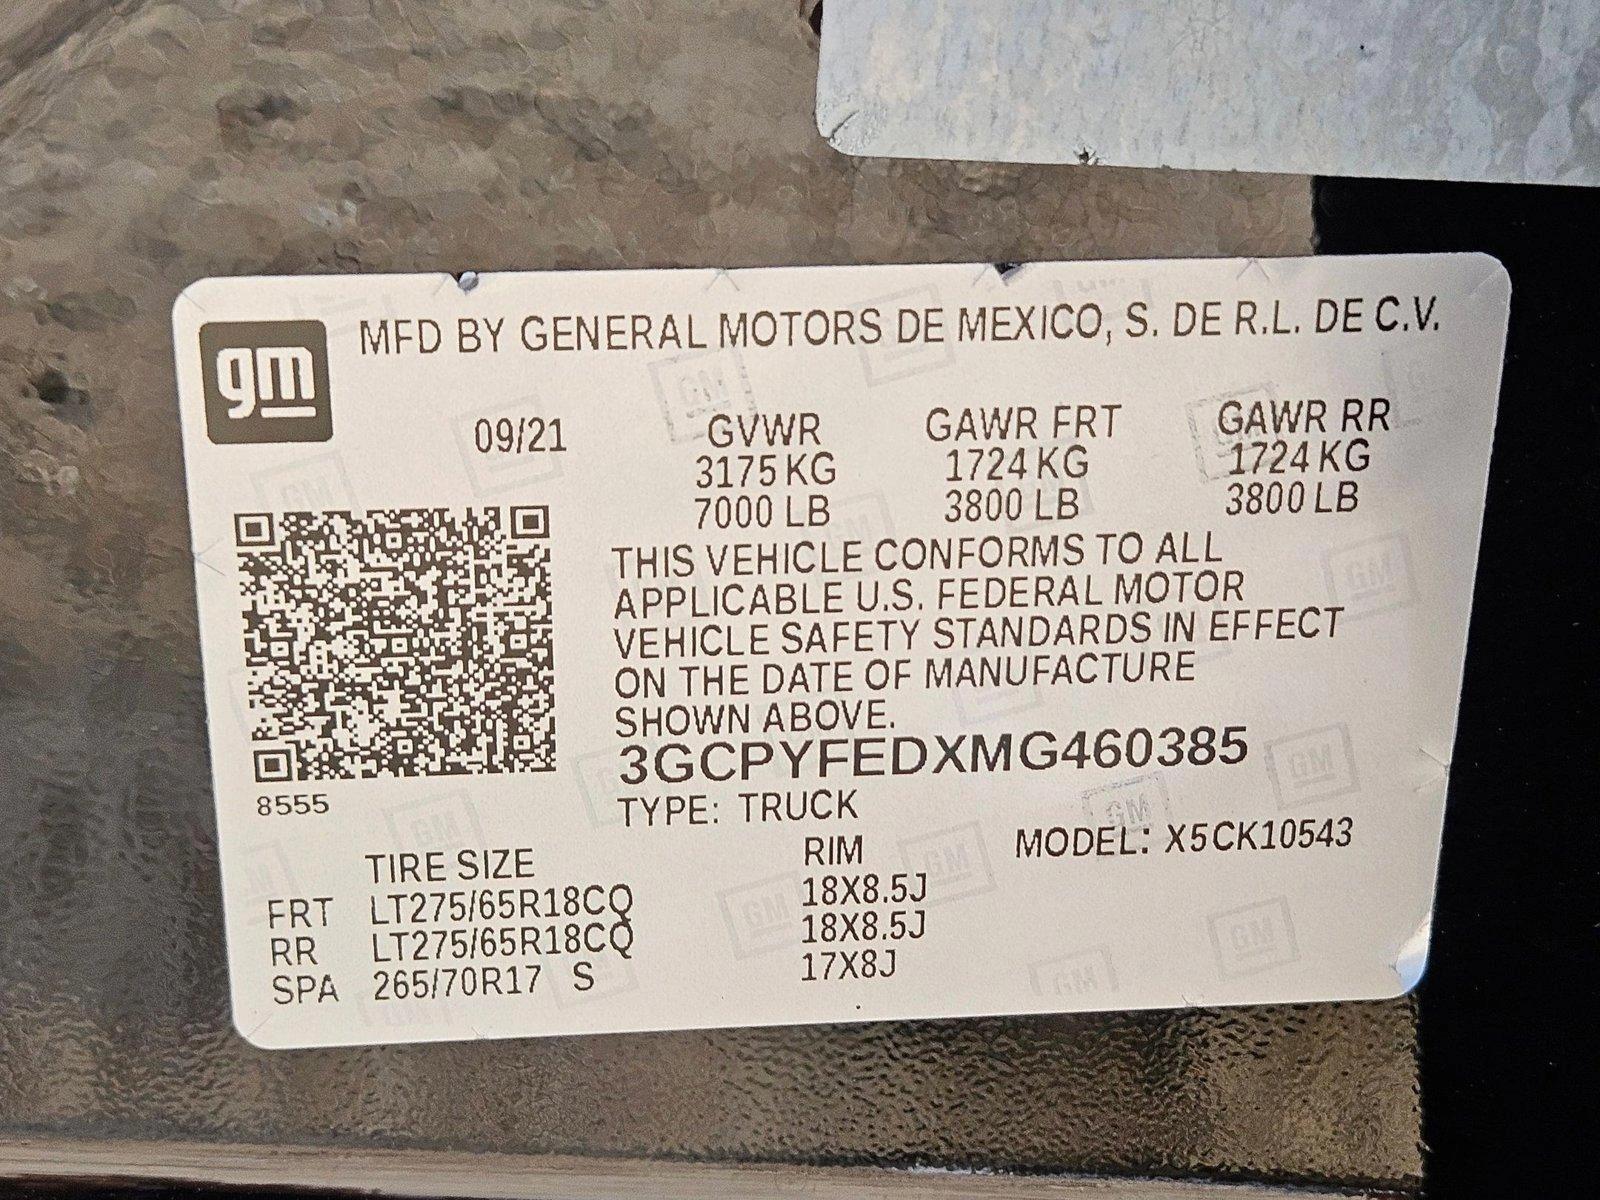 gm
MFD BY GENERAL MOTORS DE MEXICO, S. DE R.L. DE C.V.
09/21 GVWR GAWR FRT GAWR RR
3175 KG 1724 KG 1724 KG
7000 LB 3800 LB 3800 LB
THIS VEHICLE CONFORMS TO ALL
APPLICABLE U.S. FEDERAL MOTOR
VEHICLE SAFETY STANDARDS IN EFFECT
ON THE DATE OF MANUFACTURE
SHOWN ABOVE.
3GCPYFEDXMG460385
8555
TYPE: TRUCK
MODEL: X5CK10543
TIRE SIZE RIM
FRT LT275/65R18CQ 18X8.5J
RR LT275/65R18CQ 18X8.5J
SPA 265/70R17 S 17X8J